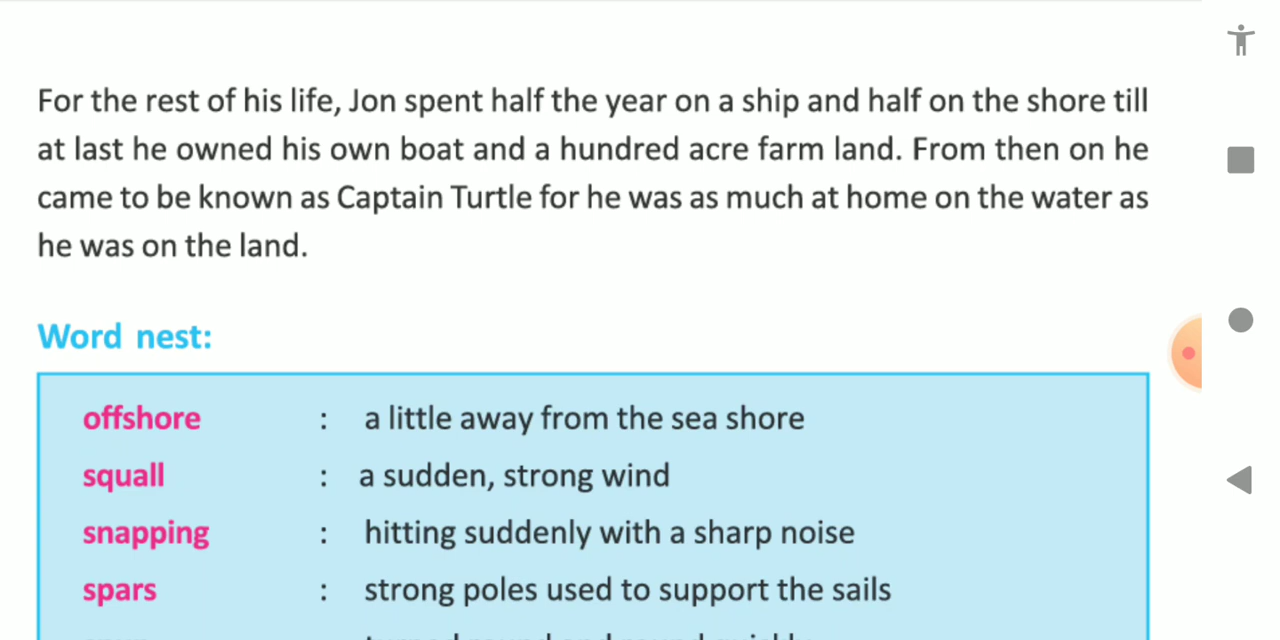 For the rest of his life, Jon spent half the year on a ship and half on the shore till
at last he owned his own boat and a hundred acre farm land. From then on he
came to be known as Captain Turtle for he was as much at home on the water as
he was on the land.
Word nest:
offshore : a little away from the sea shore
squall : a sudden, strong wind
snapping : hitting suddenly with a sharp noise
spars : strong poles used to support the sails